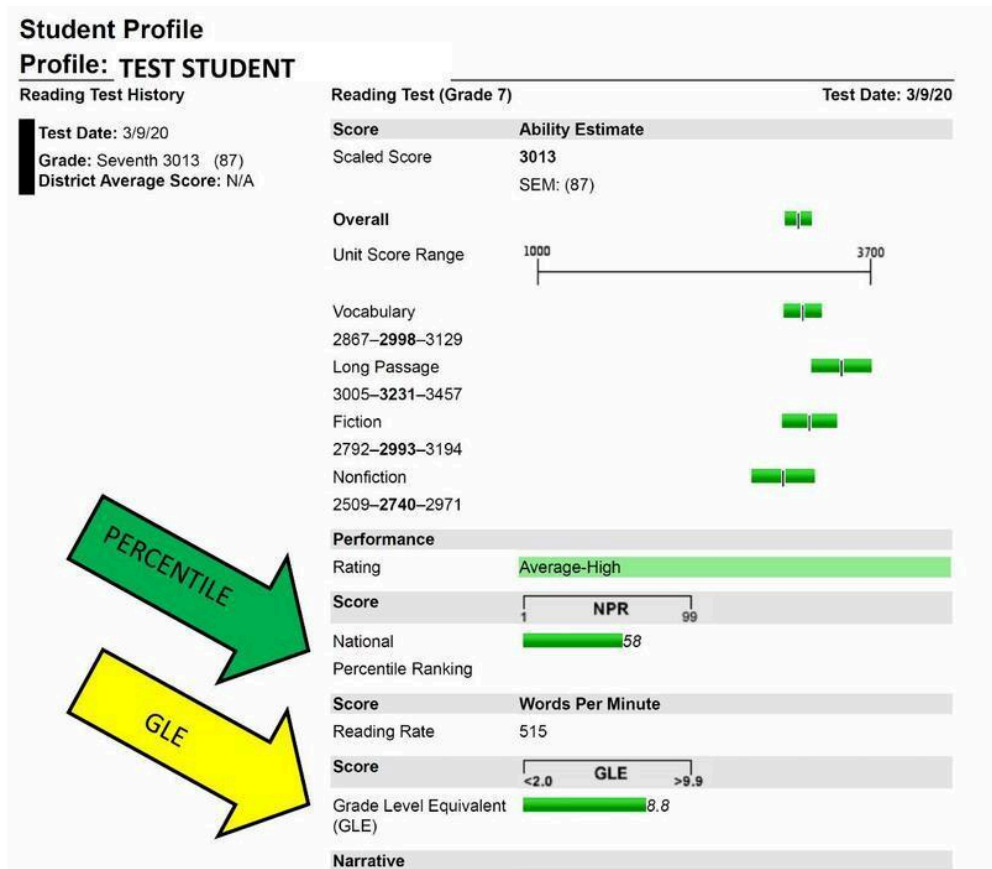 Student Profile
Profile: TEST STUDENT
Reading Test History
Test Date: 3/9/20
Grade: Seventh 3013 (87)
District Average Score: N/A
Reading Test (Grade 7) Test Date: 3/9/20
Score Ability Estimate
Scaled Score 3013
SEM: (87)
Overall
Unit Score Range 1000 3700
Vocabulary
2867–2998–3129
Long Passage
3005–3231–3457
Fiction
2792–2993–3194
Nonfiction
2509–2740–2971
Performance
Rating Average-High
Score 1 NPR 99
National 58
Percentile Ranking
PERCENTILE
Score Words Per Minute
Reading Rate 515
Score <2.0 GLE >9.9
Grade Level Equivalent 8.8
(GLE)
GLE
Narrative